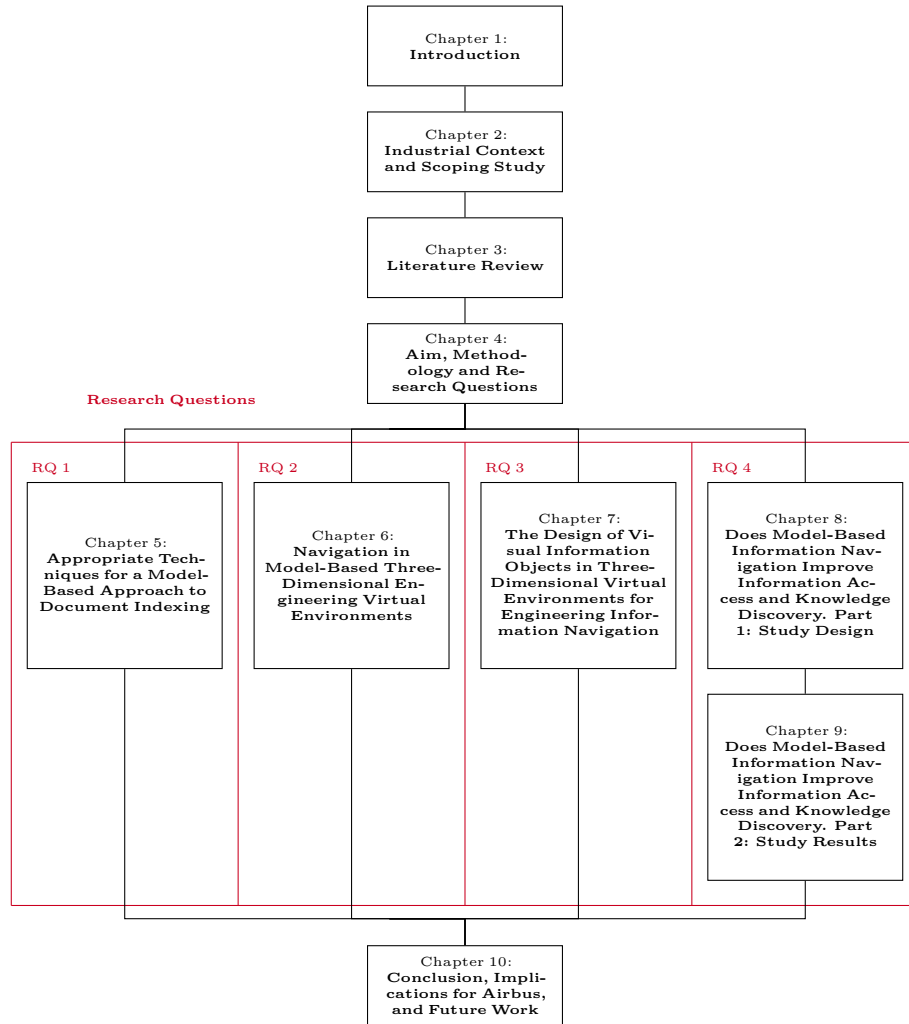 Chapter 1:
Introduction
Chapter 2:
Industrial Context
and Scoping Study
Chapter 3:
Literature Review
Chapter 4:
Aim, Method-
ology and Re-
search Questions
Research Questions
RQ 1
Chapter 5:
Appropriate Tech-
niques for a Model-
Based Approach to
Document Indexing
RQ 2
Chapter 6:
Navigation in
Model-Based Three-
Dimensional En-
gineering Virtual
Environments
RQ 3
Chapter 7:
The Design of Vi-
sual Information
Objects in Three-
Dimensional Virtual
Environments for
Engineering Infor-
mation Navigation
RQ 4
Chapter 8:
Does Model-Based
Information Nav-
igation Improve
Information Ac-
cess and Knowledge
Discovery. Part
1: Study Design
Chapter 9:
Does Model-Based
Information Nav-
igation Improve
Information Ac-
cess and Knowledge
Discovery. Part
2: Study Results
Chapter 10:
Conclusion, Impli-
cations for Airbus,
and Future Work